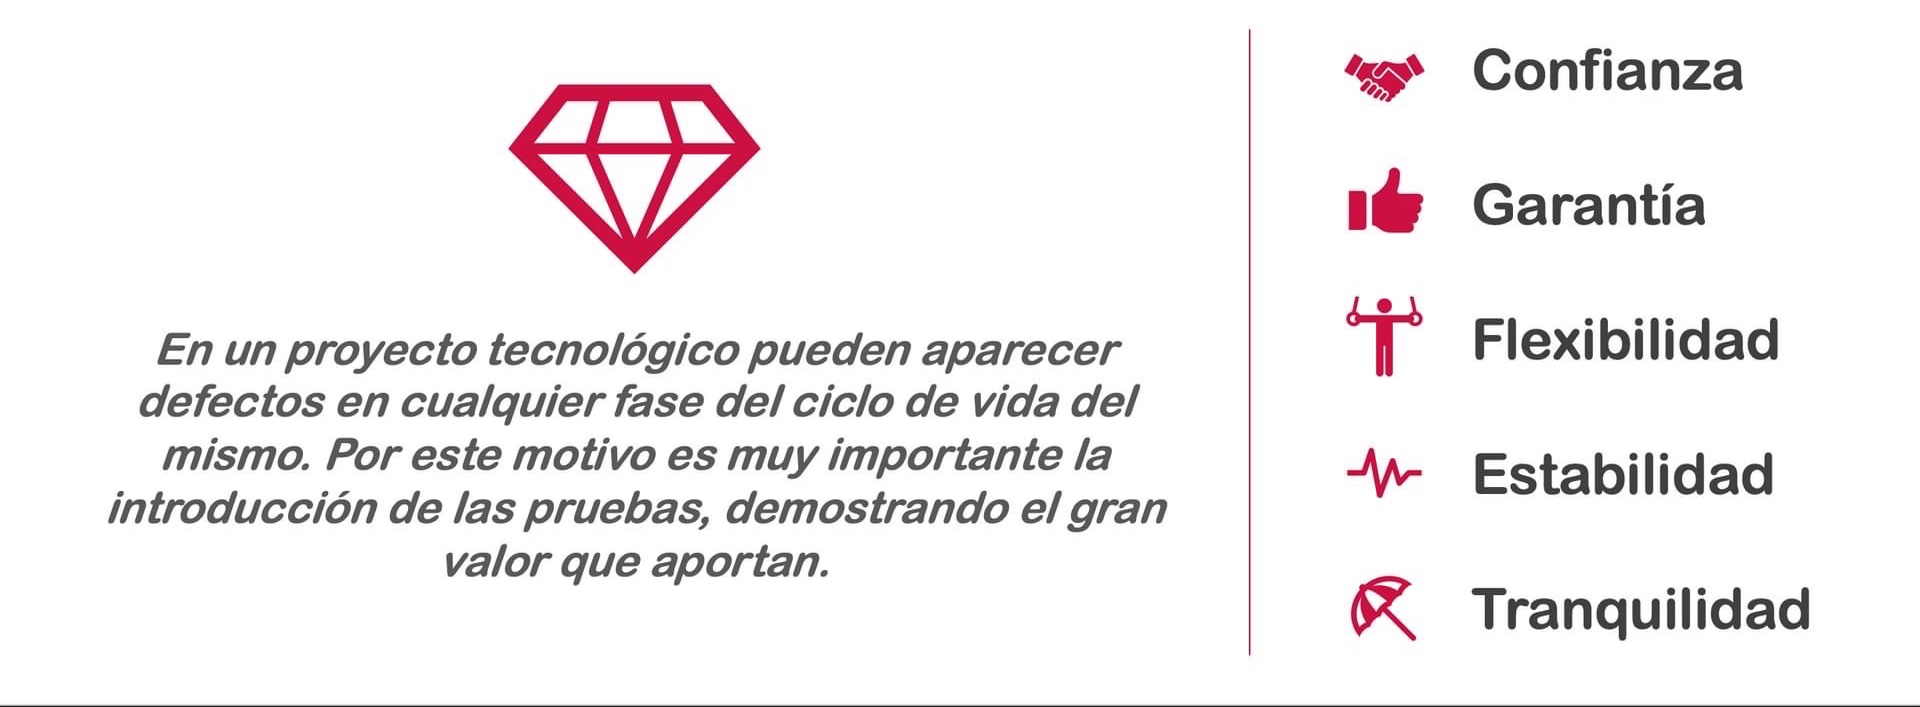 En un proyecto tecnológico pueden aparecer
defectos en cualquier fase del ciclo de vida del
mismo. Por este motivo es muy importante la
introducción de las pruebas, demostrando el gran
valor que aportan.
Confianza
Garantía
Flexibilidad
Estabilidad
Tranquilidad